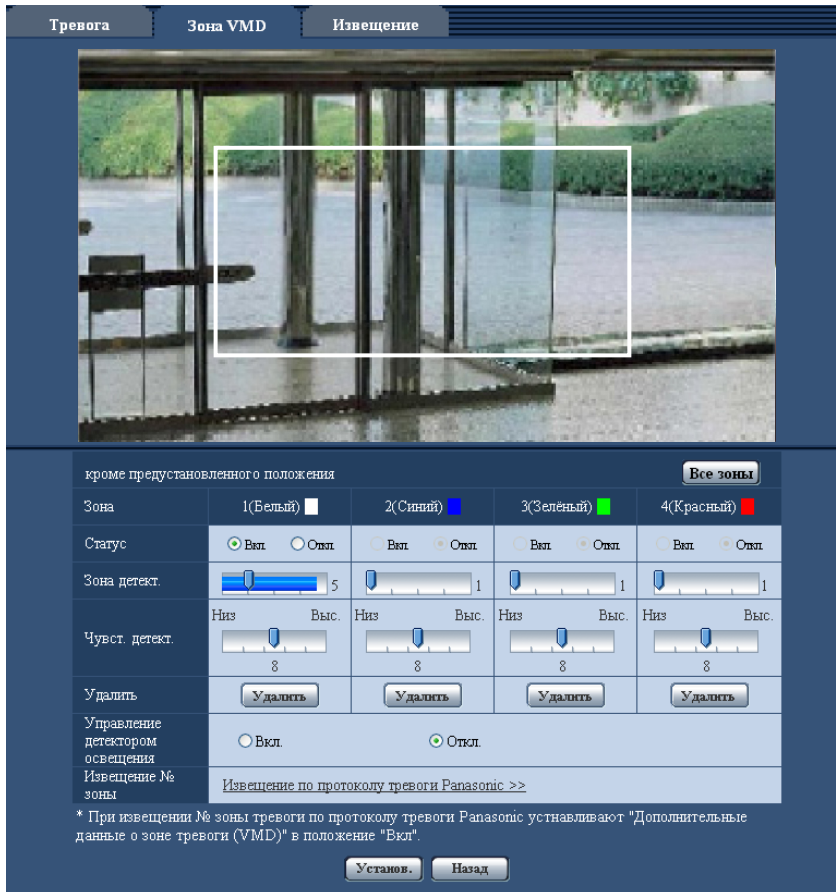 Тревога Зона VMD Извещение
кроме предустановленного положения Все зоны
Зона 1(Белый) 2(Синий) 3(Зелёный) 4(Красный)
Статус Вкл Откл Вкл Откл Вкл Откл Вкл Откл
Зона детект. 5 1 1 1
Низ Выс. Низ Выс. Низ Выс. Низ Выс.
Чувст. детект.
8 8 8 8
Удалить Удалить Удалить Удалить Удалить
Управление
детектором
освещения
Вкл. Откл.
Извещение №
зоны
Извещение по протоколу тревоги Panasonic >>
* При извещении № зоны тревоги по протоколу тревоги Panasonic устнавливают "Дополнительные
данные о зоне тревоги (VMD)" в положение "Вкл".
Установ. Назад